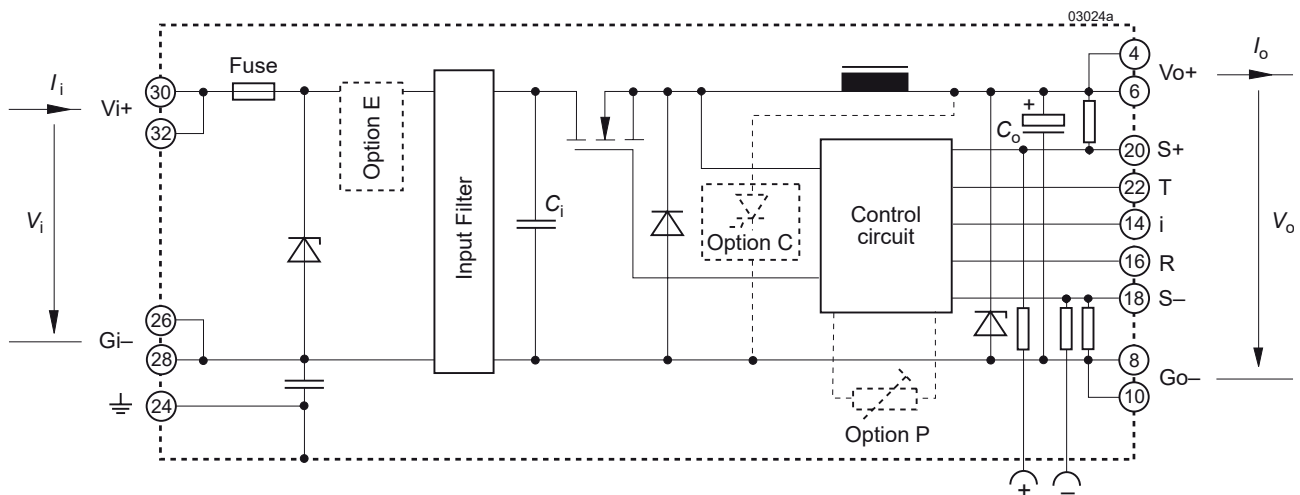 03024a
Ii
Vi+
Vi
Gi–
30
32
26
28
24
Fuse
Option E
Input Filter
Ci
Option C
Control
circuit
Option P
+
Co
4
6
20
22
14
16
18
8
10
Vo+
S+
T
i
R
S–
Go–
Io
Vo
+
–